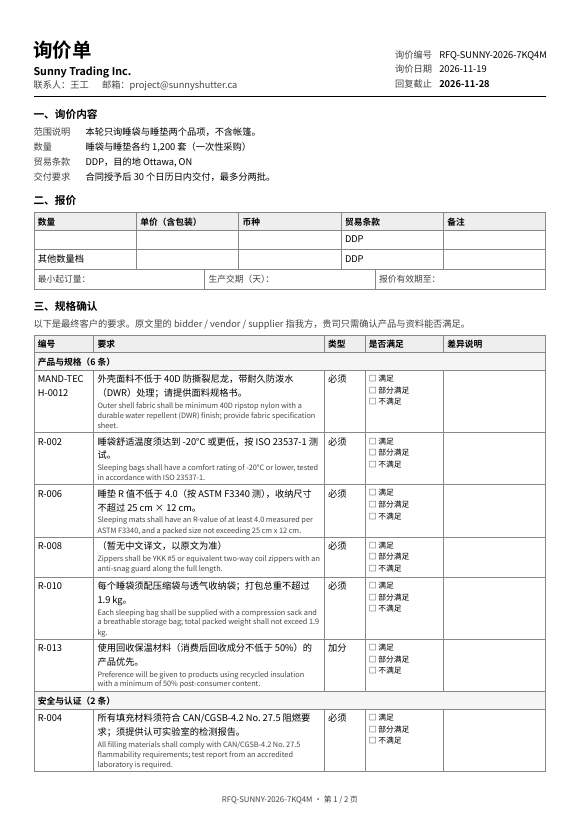 询价单
Sunny Trading Inc.
联系人：王工 邮箱：project@sunnyshutter.ca
询价编号 RFQ-SUNNY-2026-7KQ4M
询价日期 2026-11-19
回复截止 2026-11-28
一、询价内容
范围说明 本轮只询睡袋与睡垫两个品项，不含帐篷。
数量 睡袋与睡垫各约 1,200 套（一次性采购）
贸易条款 DDP，目的地 Ottawa, ON
交付要求 合同授予后 30 个日历日内交付，最多分两批。
二、报价
数量 单价（含包装） 币种 贸易条款 备注
DDP
其他数量档 DDP
最小起订量： 生产交期（天）： 报价有效期至：
三、规格确认
以下是最终客户的要求。原文里的 bidder / vendor / supplier 指我方，贵司只需确认产品与资料能否满足。
编号 要求 类型 是否满足 差异说明
产品与规格（6 条）
MAND-TEC
H-0012
外壳面料不低于 40D 防撕裂尼龙，带耐久防泼水
（DWR）处理；请提供面料规格书。
Outer shell fabric shall be minimum 40D ripstop nylon with a
durable water repellent (DWR) finish; provide fabric specification
sheet.
必须
☐ 满足
☐ 部分满足
☐ 不满足
R-002
睡袋舒适温度须达到 -20°C 或更低，按 ISO 23537-1 测
试。
Sleeping bags shall have a comfort rating of -20°C or lower, tested
in accordance with ISO 23537-1.
必须
☐ 满足
☐ 部分满足
☐ 不满足
R-006
睡垫 R 值不低于 4.0（按 ASTM F3340 测），收纳尺寸
不超过 25 cm × 12 cm。
Sleeping mats shall have an R-value of at least 4.0 measured per
ASTM F3340, and a packed size not exceeding 25 cm x 12 cm.
必须
☐ 满足
☐ 部分满足
☐ 不满足
R-008
（暂无中文译文，以原文为准）
Zippers shall be YKK #5 or equivalent two-way coil zippers with an
anti-snag guard along the full length.
必须
☐ 满足
☐ 部分满足
☐ 不满足
R-010
每个睡袋须配压缩袋与透气收纳袋；打包总重不超过
1.9 kg。
Each sleeping bag shall be supplied with a compression sack and
a breathable storage bag; total packed weight shall not exceed 1.9
kg.
必须
☐ 满足
☐ 部分满足
☐ 不满足
R-013
使用回收保温材料（消费后回收成分不低于 50%）的
产品优先。
Preference will be given to products using recycled insulation
with a minimum of 50% post-consumer content.
加分
☐ 满足
☐ 部分满足
☐ 不满足
安全与认证（2 条）
R-004
所有填充材料须符合 CAN/CGSB-4.2 No. 27.5 阻燃要
求；须提供认可实验室的检测报告。
All filling materials shall comply with CAN/CGSB-4.2 No. 27.5
flammability requirements; test report from an accredited
laboratory is required.
必须
☐ 满足
☐ 部分满足
☐ 不满足
RFQ-SUNNY-2026-7KQ4M · 第 1 / 2 页